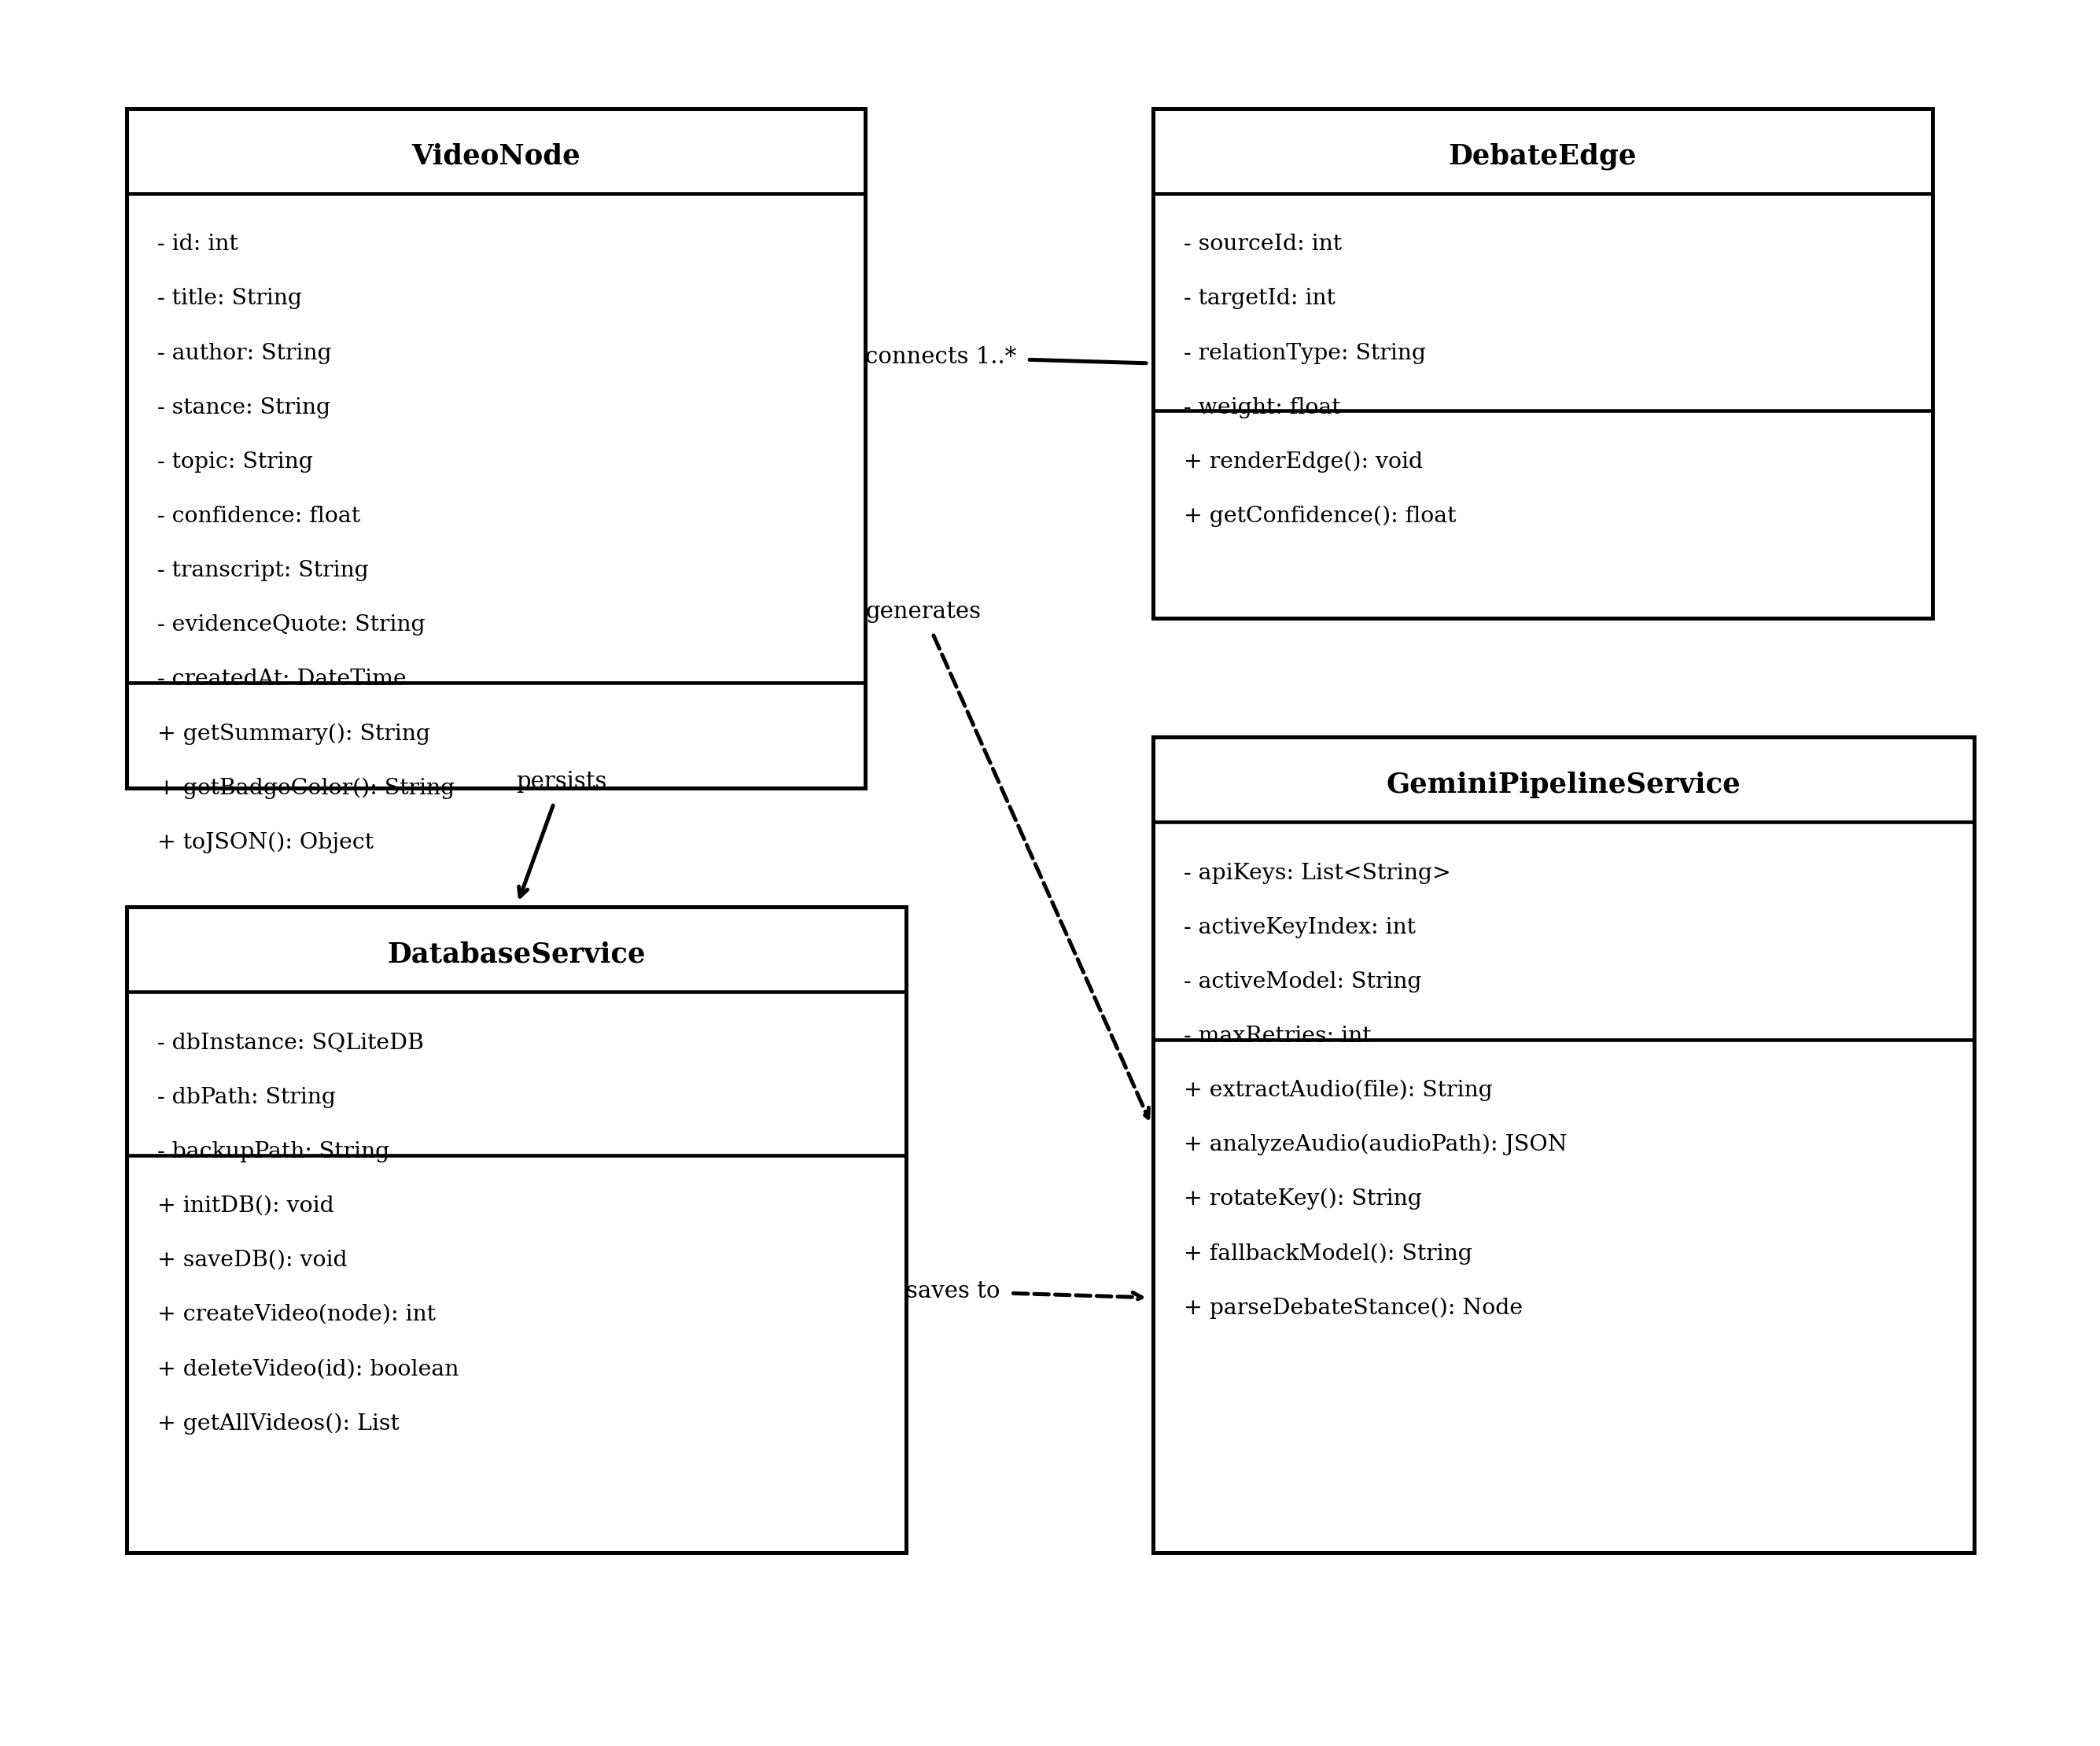 VideoNode
- id: int
- title: String
- author: String
- stance: String
- topic: String
- confidence: float
- transcript: String
- evidenceQuote: String
- createdAt: DateTime
+ getSummary(): String
+ getBadgeColor(): String
+ toJSON(): Object
connects 1..*
generates
persists
DebateEdge
- sourceId: int
- targetId: int
- relationType: String
- weight: float
+ renderEdge(): void
+ getConfidence(): float
DatabaseService
- dbInstance: SQLiteDB
- dbPath: String
- backupPath: String
+ initDB(): void
+ saveDB(): void
+ createVideo(node): int
+ deleteVideo(id): boolean
+ getAllVideos(): List
saves to
GeminiPipelineService
- apiKeys: List<String>
- activeKeyIndex: int
- activeModel: String
- maxRetries: int
+ extractAudio(file): String
+ analyzeAudio(audioPath): JSON
+ rotateKey(): String
+ fallbackModel(): String
+ parseDebateStance(): Node